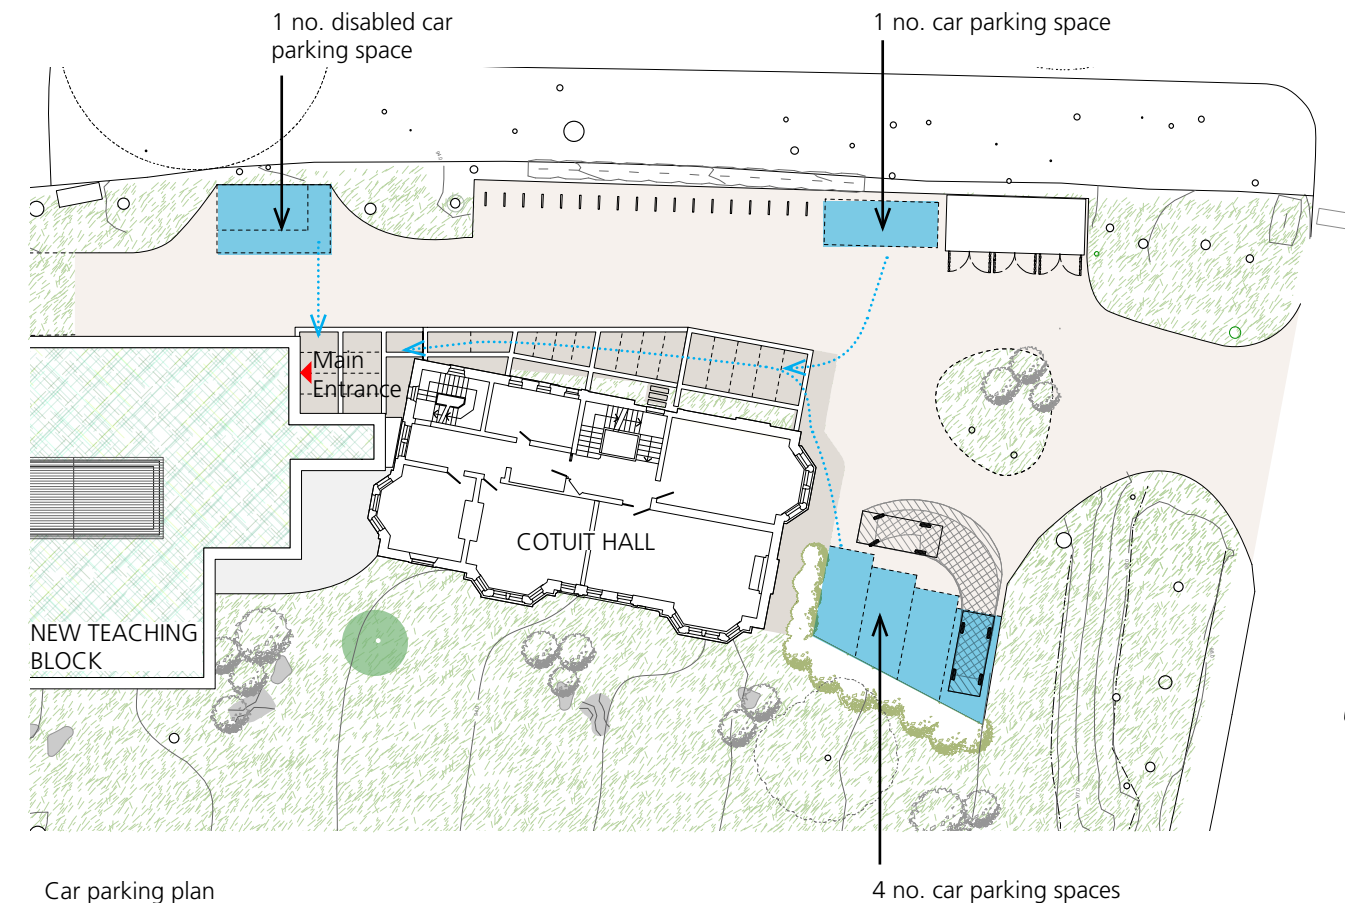 1 no. disabled car
parking space
1 no. car parking space
Main
Entrance
COTUIT HALL
NEW TEACHING
BLOCK
Car parking plan
4 no. car parking spaces